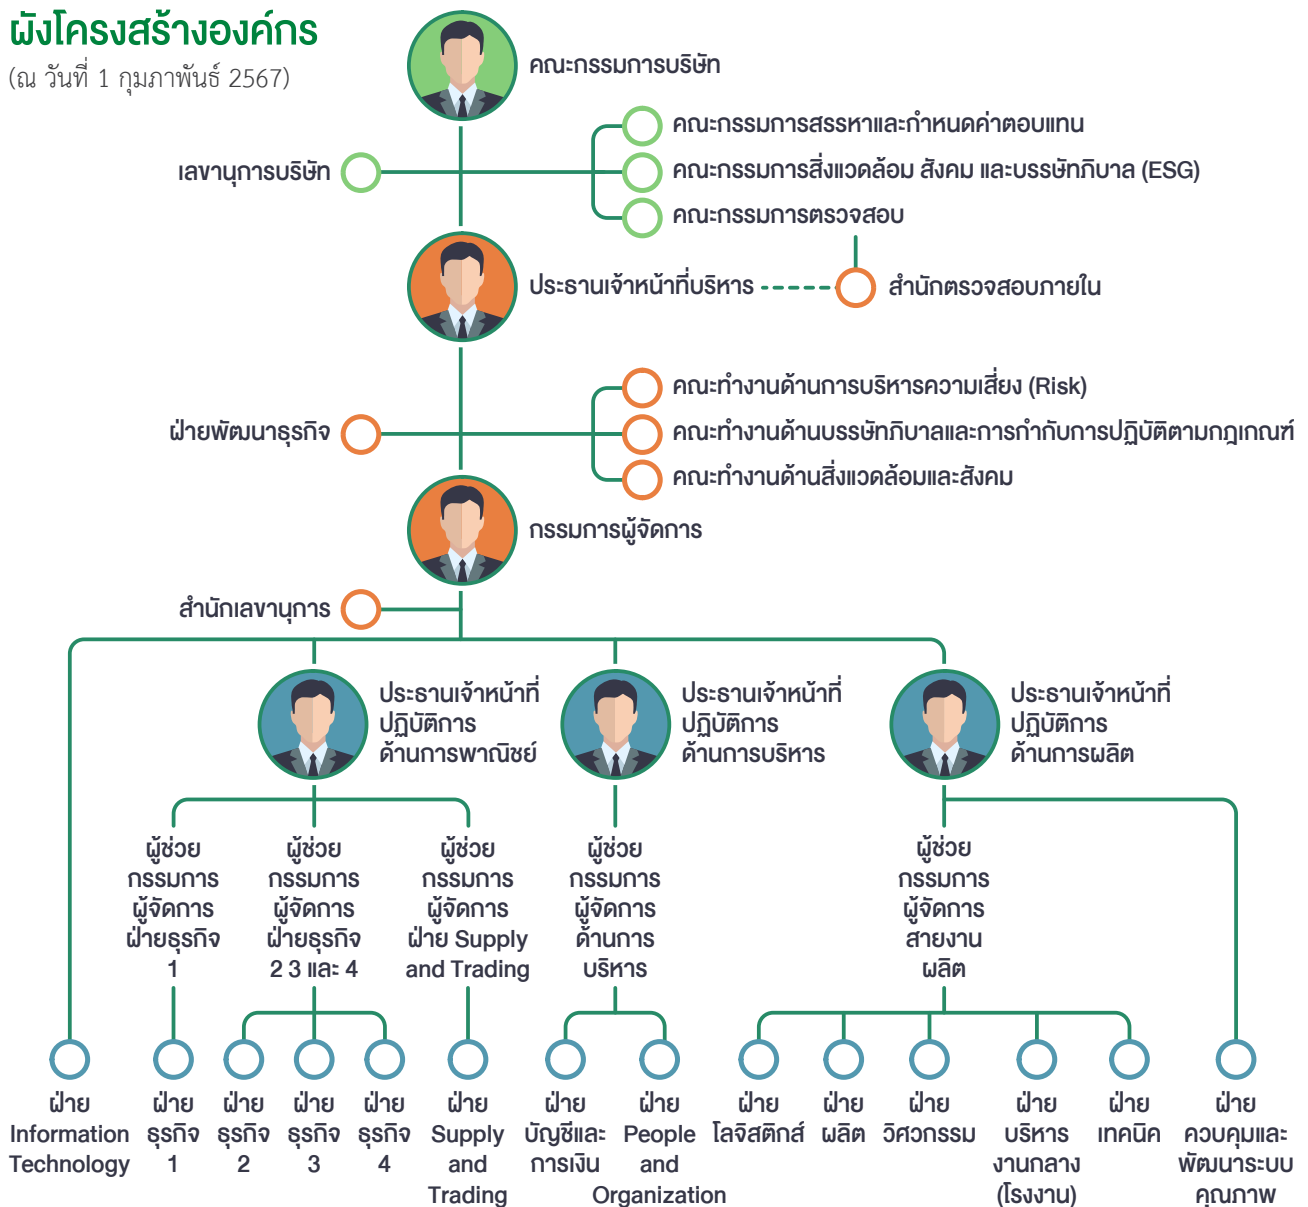 ผังโครงสร้างองค์กร
(ณ วันที่ 1 กุมภาพันธ์ 2567)
คณะกรรมการบริษัท
คณะกรรมการสรรหาและกำหนดค่าตอบแทน
เลขานุการบริษัท
คณะกรรมการสิ่งแวดล้อม สังคม และบรรษัทภิบาล (ESG)
คณะกรรมการตรวจสอบ
ประธานเจ้าหน้าที่บริหาร
สำนักตรวจสอบภายใน
คณะทำงานด้านการบริหารความเสี่ยง (Risk)
ฝ่ายพัฒนาธุรกิจ
คณะทำงานด้านบรรษัทภิบาลและการกำกับการปฏิบัติตามกฎเกณฑ์
คณะทำงานด้านสิ่งแวดล้อมและสังคม
กรรมการผู้จัดการ
สำนักเลขานุการ
ประธานเจ้าหน้าที่
ปฏิบัติการ
ด้านการพาณิชย์
ประธานเจ้าหน้าที่
ปฏิบัติการ
ด้านการบริหาร
ประธานเจ้าหน้าที่
ปฏิบัติการ
ด้านการผลิต
ผู้ช่วย
กรรมการ
ผู้จัดการ
ฝ่ายธุรกิจ
1
ผู้ช่วย
กรรมการ
ผู้จัดการ
ฝ่ายธุรกิจ
2 3 และ 4
ผู้ช่วย
กรรมการ
ผู้จัดการ
ฝ่าย Supply
and Trading
ผู้ช่วย
กรรมการ
ผู้จัดการ
ด้านการ
บริหาร
ผู้ช่วย
กรรมการ
ผู้จัดการ
สายงาน
ผลิต
ฝ่าย
Information
Technology
ฝ่าย
ธุรกิจ
1
ฝ่าย
ธุรกิจ
2
ฝ่าย
ธุรกิจ
3
ฝ่าย
ธุรกิจ
4
ฝ่าย
Supply
and
Trading
ฝ่าย
บัญชีและ
การเงิน
ฝ่าย
People
and
Organization
ฝ่าย
โลจิสติกส์
ฝ่าย
ผลิต
ฝ่าย
วิศวกรรม
ฝ่าย
บริหาร
งานกลาง
(โรงงาน)
ฝ่าย
เทคนิค
ฝ่าย
ควบคุมและ
พัฒนาระบบ
คุณภาพ